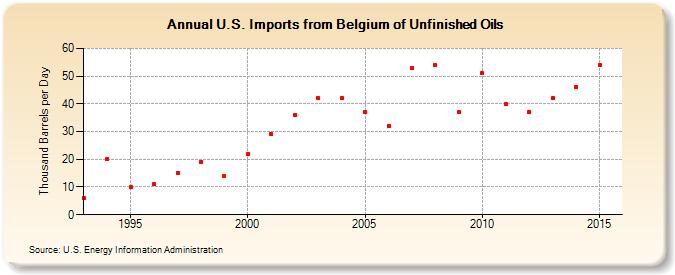 Annual U.S. Imports from Belgium of Unfinished Oils
Thousand Barrels per Day
60
50
40
30
20
10
0
1995 2000 2005 2010 2015
Source: U.S. Energy Information Administration